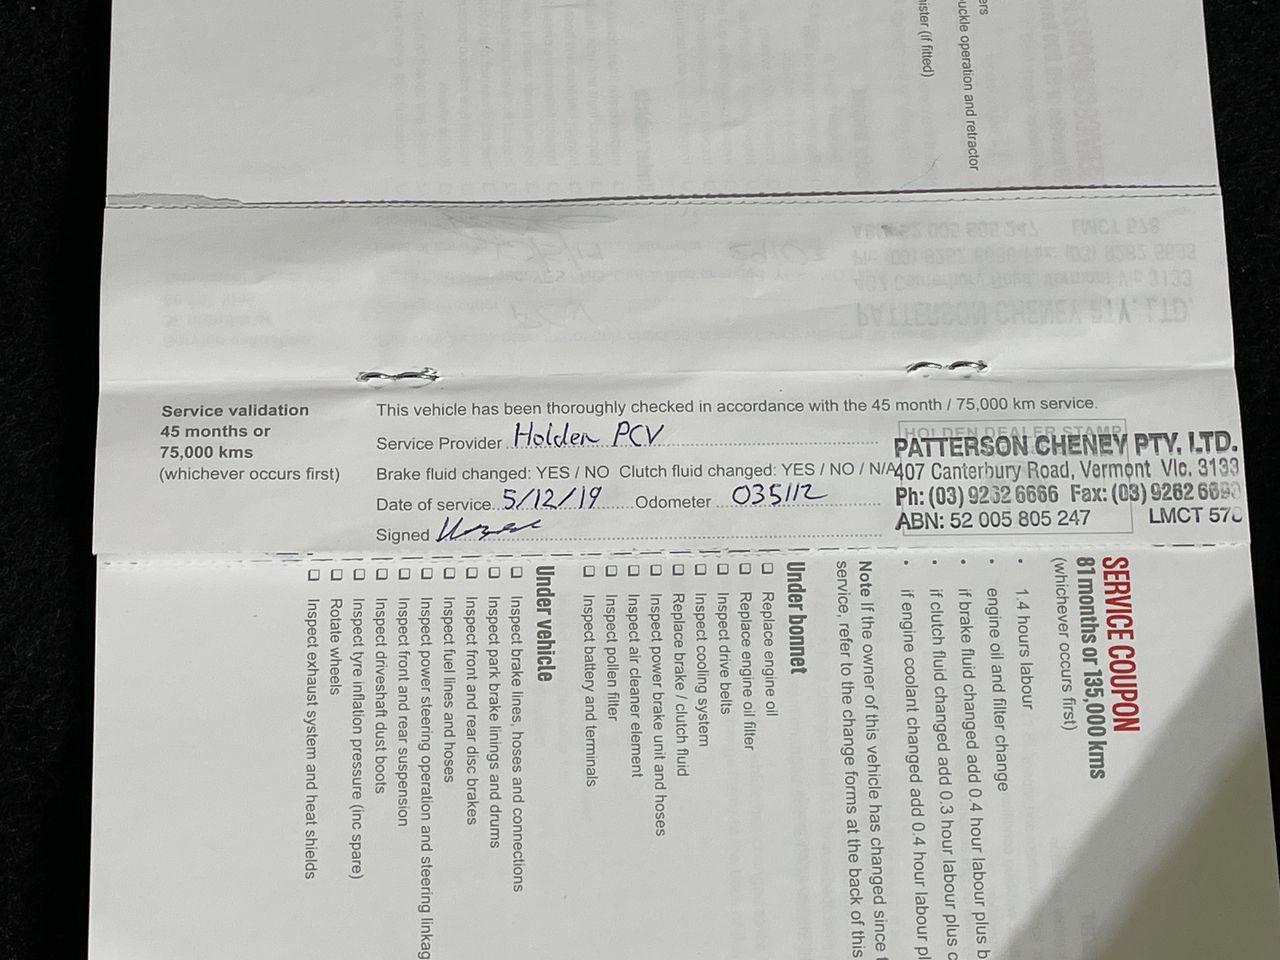 ers
uckle operation and retractor
ister (if fitted)
Service validation
45 months or
75,000 kms
(whichever occurs first)
This vehicle has been thoroughly checked in accordance with the 45 month / 75,000 km service.
Service Provider Holden PCV
Brake fluid changed: YES / NO Clutch fluid changed: YES / NO / N/A
Date of service 5/12/19 Odometer 035112
Signed
HOLDEN DEALER STAMP
PATTERSON CHENEY PTY. LTD.
407 Canterbury Road, Vermont Vic. 3133
Ph: (03) 9262 6666 Fax: (03) 9262
ABN: 52 005 805 247 LMCT
SERVICE COUPON
81 months or 135,000 kms
(whichever occurs first)
• 1.4 hours labour
• engine oil and filter change
• if brake fluid changed add 0.4 hour labour plus b
• if clutch fluid changed add 0.3 hour labour plus c
• if engine coolant changed add 0.4 hour labour pl
Note If the owner of this vehicle has changed since t
service, refer to the change forms at the back of this
Under bonnet
☐ Replace engine oil
☐ Replace engine oil filter
☐ Inspect drive belts
☐ Inspect cooling system
☐ Replace brake / clutch fluid
☐ Inspect power brake unit and hoses
☐ Inspect air cleaner element
☐ Inspect pollen filter
☐ Inspect battery and terminals
Under vehicle
☐ Inspect brake lines, hoses and connections
☐ Inspect park brake linings and drums
☐ Inspect front and rear disc brakes
☐ Inspect fuel lines and hoses
☐ Inspect power steering operation and steering linkag
☐ Inspect front and rear suspension
☐ Inspect driveshaft dust boots
☐ Inspect tyre inflation pressure (inc spare)
☐ Rotate wheels
☐ Inspect exhaust system and heat shields